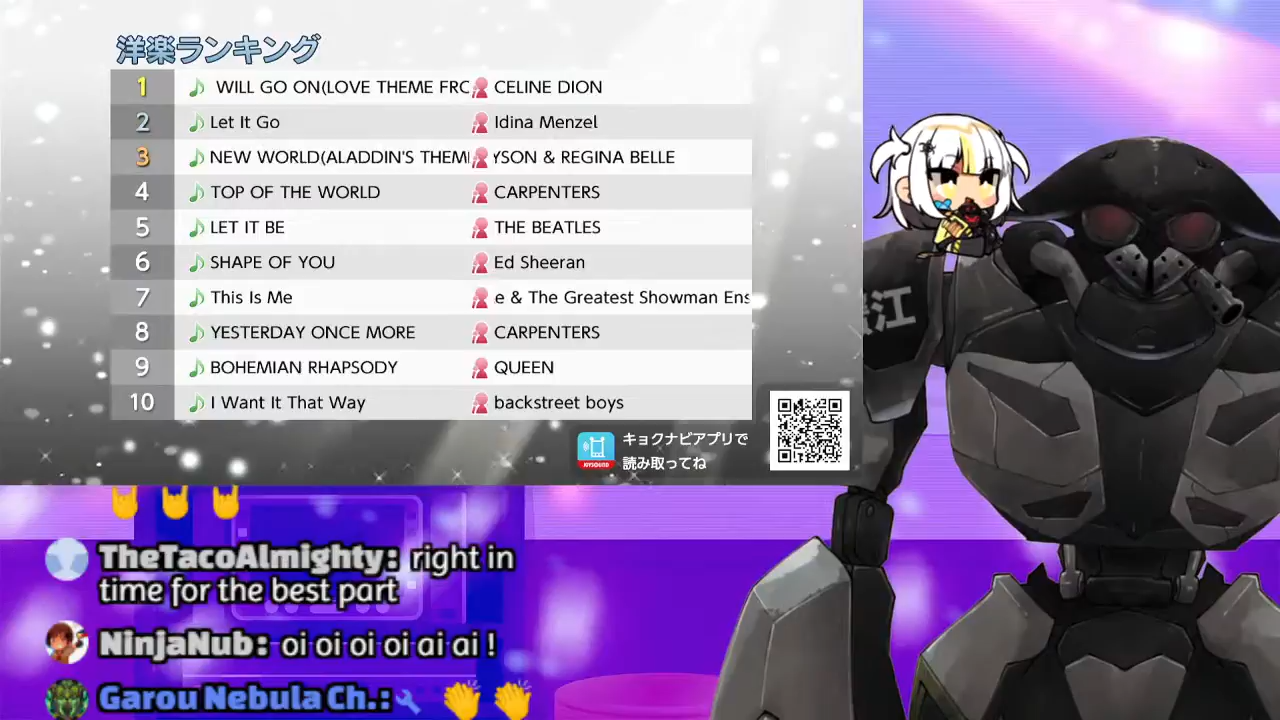 洋楽ランキング
1 WILL GO ON(LOVE THEME FRO CELINE DION
2 Let It Go Idina Menzel
3 NEW WORLD(ALADDIN'S THEM YSON & REGINA BELLE
4 TOP OF THE WORLD CARPENTERS
5 LET IT BE THE BEATLES
6 SHAPE OF YOU Ed Sheeran
7 This Is Me e & The Greatest Showman Ens
8 YESTERDAY ONCE MORE CARPENTERS
9 BOHEMIAN RHAPSODY QUEEN
10 I Want It That Way backstreet boys
JOYSOUND
キョクナビアプリで
読み取ってね
江
TheTacoAlmighty: right in
time for the best part
NinjaNub: oi oi oi oi ai ai !
Garou Nebula Ch.: